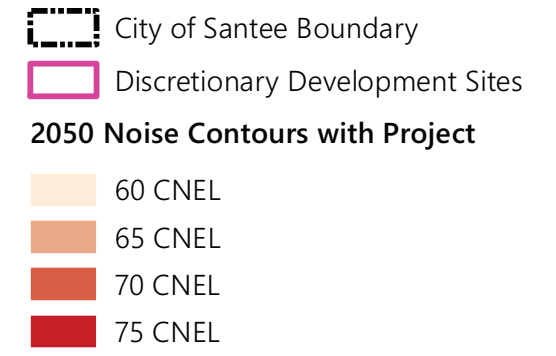 City of Santee Boundary
Discretionary Development Sites
2050 Noise Contours with Project
60 CNEL
65 CNEL
70 CNEL
75 CNEL